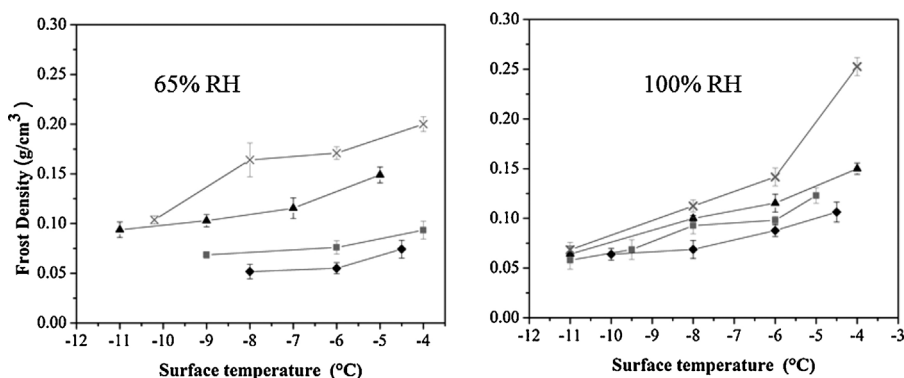 0.30
0.25
0.20
0.15
0.10
0.05
0.00
Frost Density (g/cm³)
65% RH
-12 -11 -10 -9 -8 -7 -6 -5 -4
Surface temperature (°C)
0.30
0.25
0.20
0.15
0.10
0.05
0.00
100% RH
-12 -11 -10 -9 -8 -7 -6 -5 -4 -3
Surface temperature (°C)